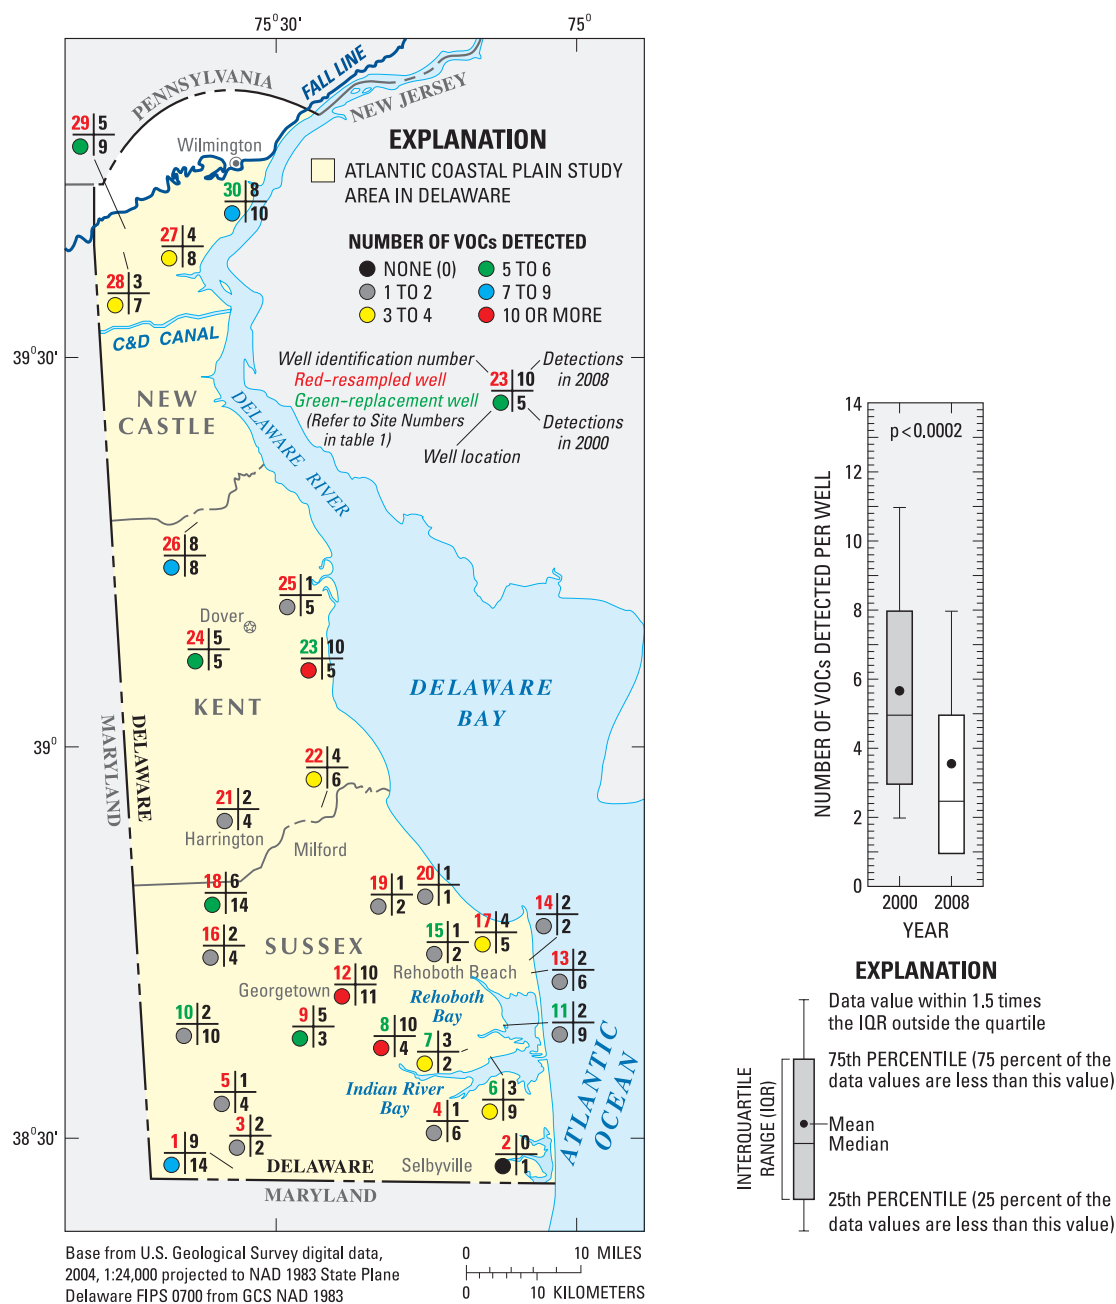 75⁰30'
75⁰
PENNSYLVANIA
FALL LINE
NEW JERSEY
29 5
9
Wilmington
EXPLANATION
ATLANTIC COASTAL PLAIN STUDY
AREA IN DELAWARE
30 8
10
27 4
8
NUMBER OF VOCs DETECTED
NONE (0)
5 TO 6
1 TO 2
7 TO 9
3 TO 4
10 OR MORE
28 3
7
C&D CANAL
39⁰30'
Well identification number
Red–resampled well
Green–replacement well
(Refer to Site Numbers
in table 1)
Well location
23 10
5
Detections
in 2008
Detections
in 2000
NEW
CASTLE
DELAWARE RIVER
26 8
8
25 1
5
Dover
24 5
5
23 10
5
KENT
DELAWARE
BAY
MARYLAND
DELAWARE
39⁰
22 4
6
21 2
4
Harrington
Milford
18 6
14
19 1
2
20 1
1
14 2
2
16 2
4
SUSSEX
15 1
2
17 4
5
Rehoboth Beach
13 2
6
12 10
11
Georgetown
Rehoboth
Bay
10 2
10
9 5
3
8 10
4
7 3
2
11 2
9
Indian River
Bay
5 1
4
6 3
9
ATLANTIC
OCEAN
38⁰30'
1 9
14
3 2
2
4 1
6
2 0
1
Selbyville
DELAWARE
MARYLAND
Base from U.S. Geological Survey digital data,
2004, 1:24,000 projected to NAD 1983 State Plane
Delaware FIPS 0700 from GCS NAD 1983
0 10 MILES
0 10 KILOMETERS
NUMBER OF VOCs DETECTED PER WELL
14
12
10
8
6
4
2
0
p<0.0002
2000 2008
YEAR
EXPLANATION
Data value within 1.5 times
the IQR outside the quartile
75th PERCENTILE (75 percent of the
data values are less than this value)
INTERQUARTILE
RANGE (IQR)
Mean
Median
25th PERCENTILE (25 percent of the
data values are less than this value)